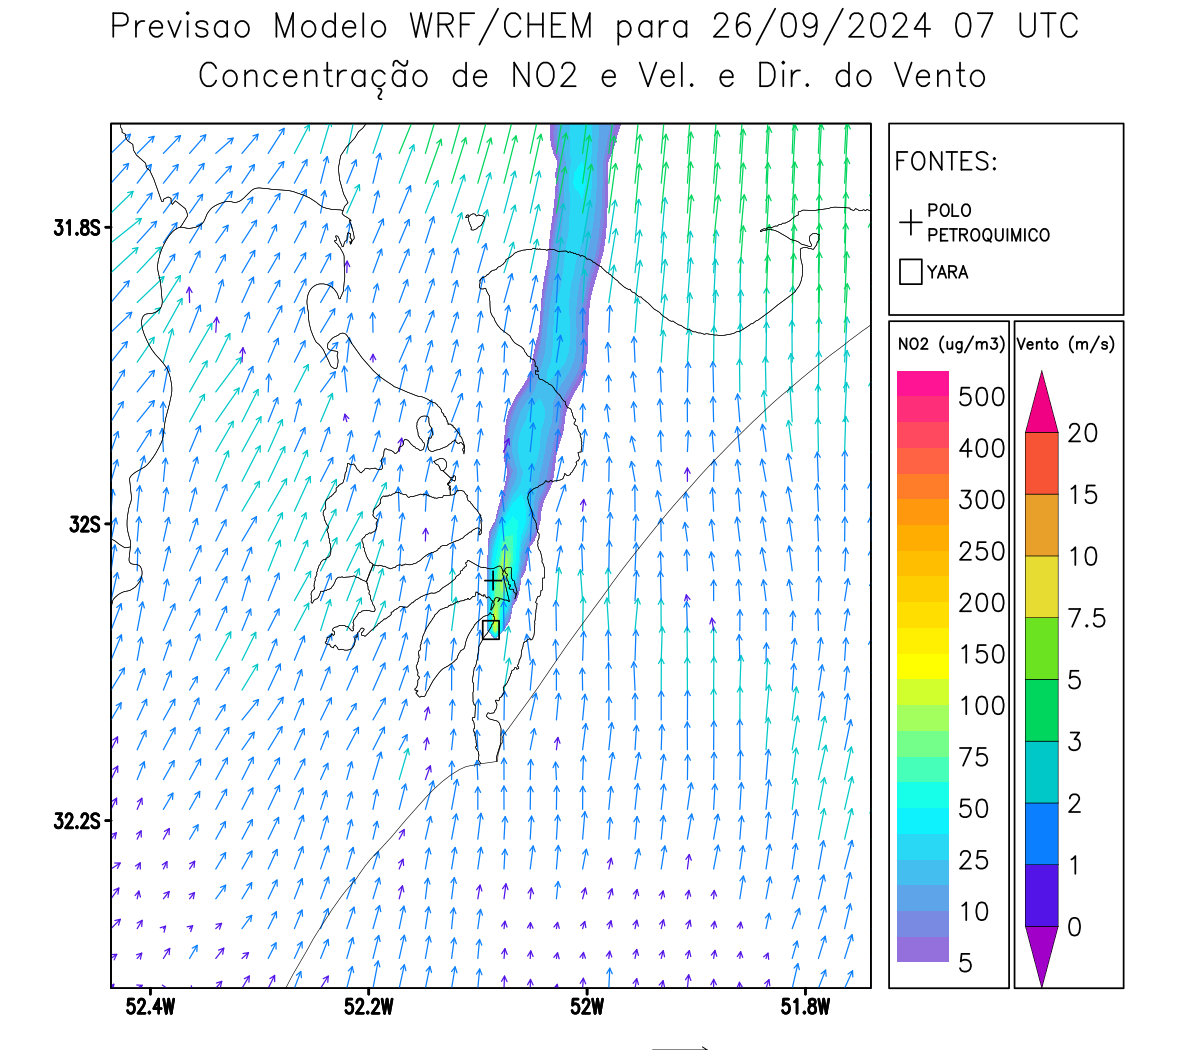 Previsao Modelo WRF/CHEM para 26/09/2024 07 UTC
Concentração de NO2 e Vel. e Dir. do Vento
FONTES:
POLO
PETROQUIMICO
YARA
NO2 (ug/m3)
500
400
300
250
200
150
100
75
50
25
10
5
Vento (m/s)
20
15
10
7.5
5
3
2
1
0
31.8S
32S
32.2S
52.4W
52.2W
52W
51.8W